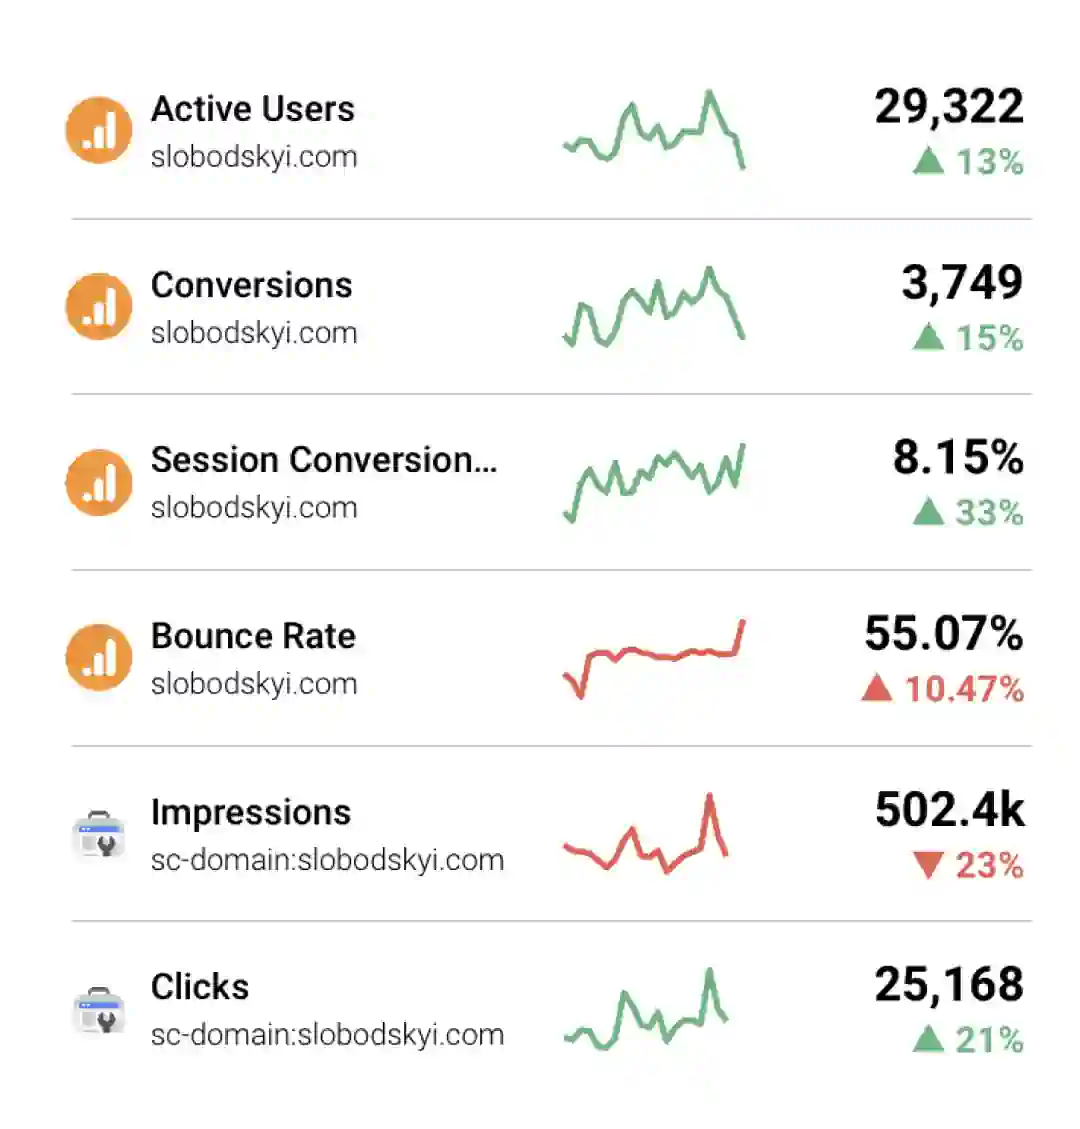 Active Users
slobodskyi.com
29,322
▲ 13%
Conversions
slobodskyi.com
3,749
▲ 15%
Session Conversion...
slobodskyi.com
8.15%
▲ 33%
Bounce Rate
slobodskyi.com
55.07%
▲ 10.47%
Impressions
sc-domain:slobodskyi.com
502.4k
▼ 23%
Clicks
sc-domain:slobodskyi.com
25,168
▲ 21%